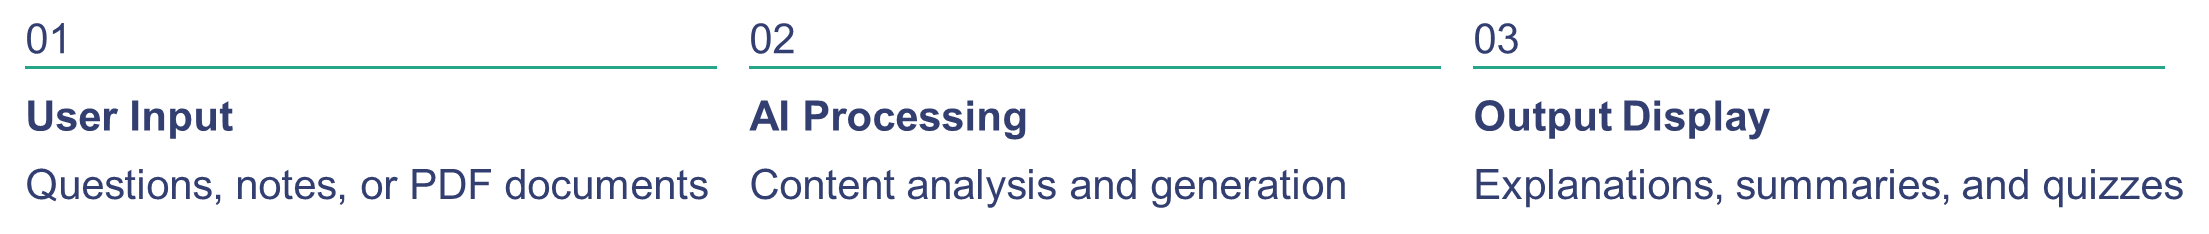 01
User Input
Questions, notes, or PDF documents
02
AI Processing
Content analysis and generation
03
Output Display
Explanations, summaries, and quizzes